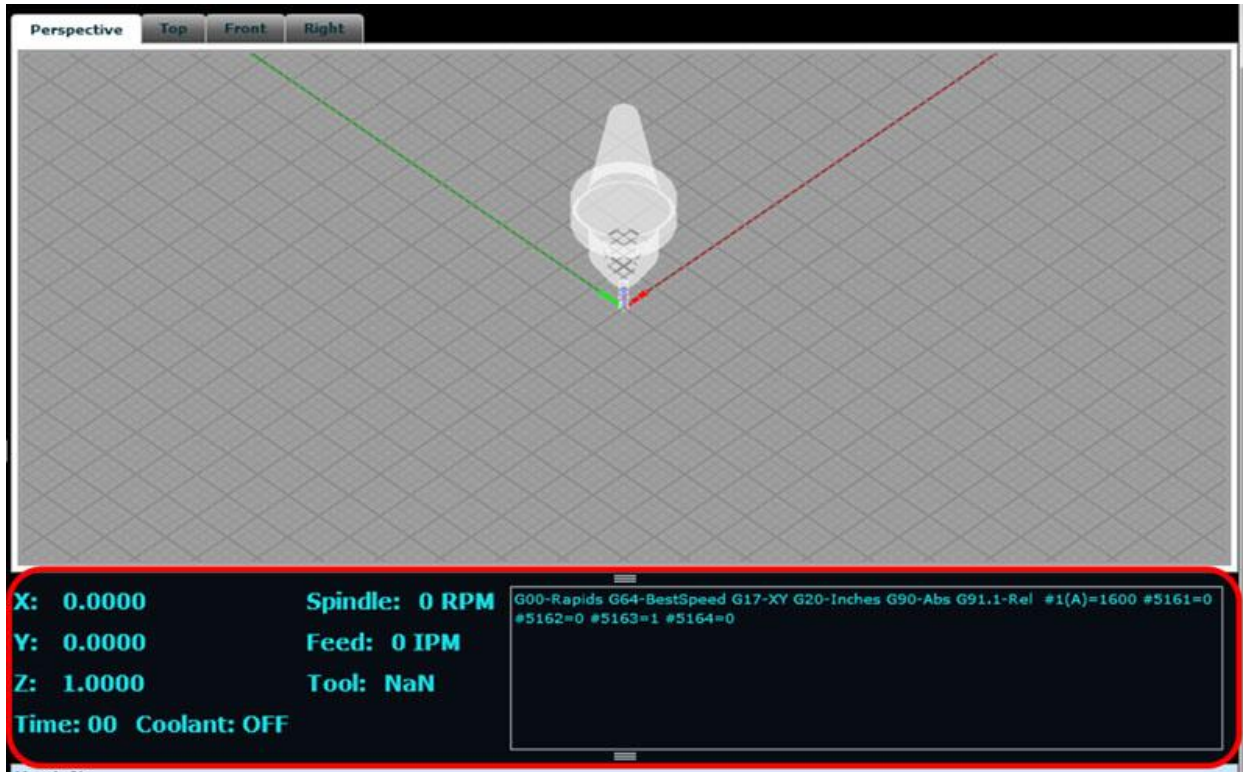 Perspective Top Front Right
X: 0.0000 Spindle: 0 RPM
Y: 0.0000 Feed: 0 IPM
Z: 1.0000 Tool: NaN
Time: 00 Coolant: OFF
G00-Rapids G64-BestSpeed G17-XY G20-Inches G90-Abs G91.1-Rel #1(A)=1600 #5161=0
#5162=0 #5163=1 #5164=0